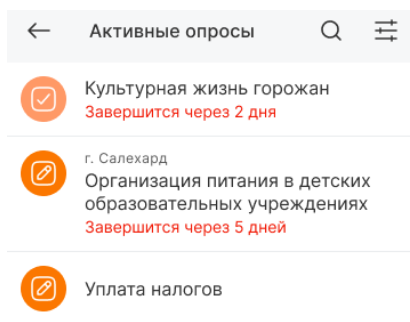 Активные опросы
Культурная жизнь горожан
Завершится через 2 дня
г. Салехард
Организация питания в детских
образовательных учреждениях
Завершится через 5 дней
Уплата налогов